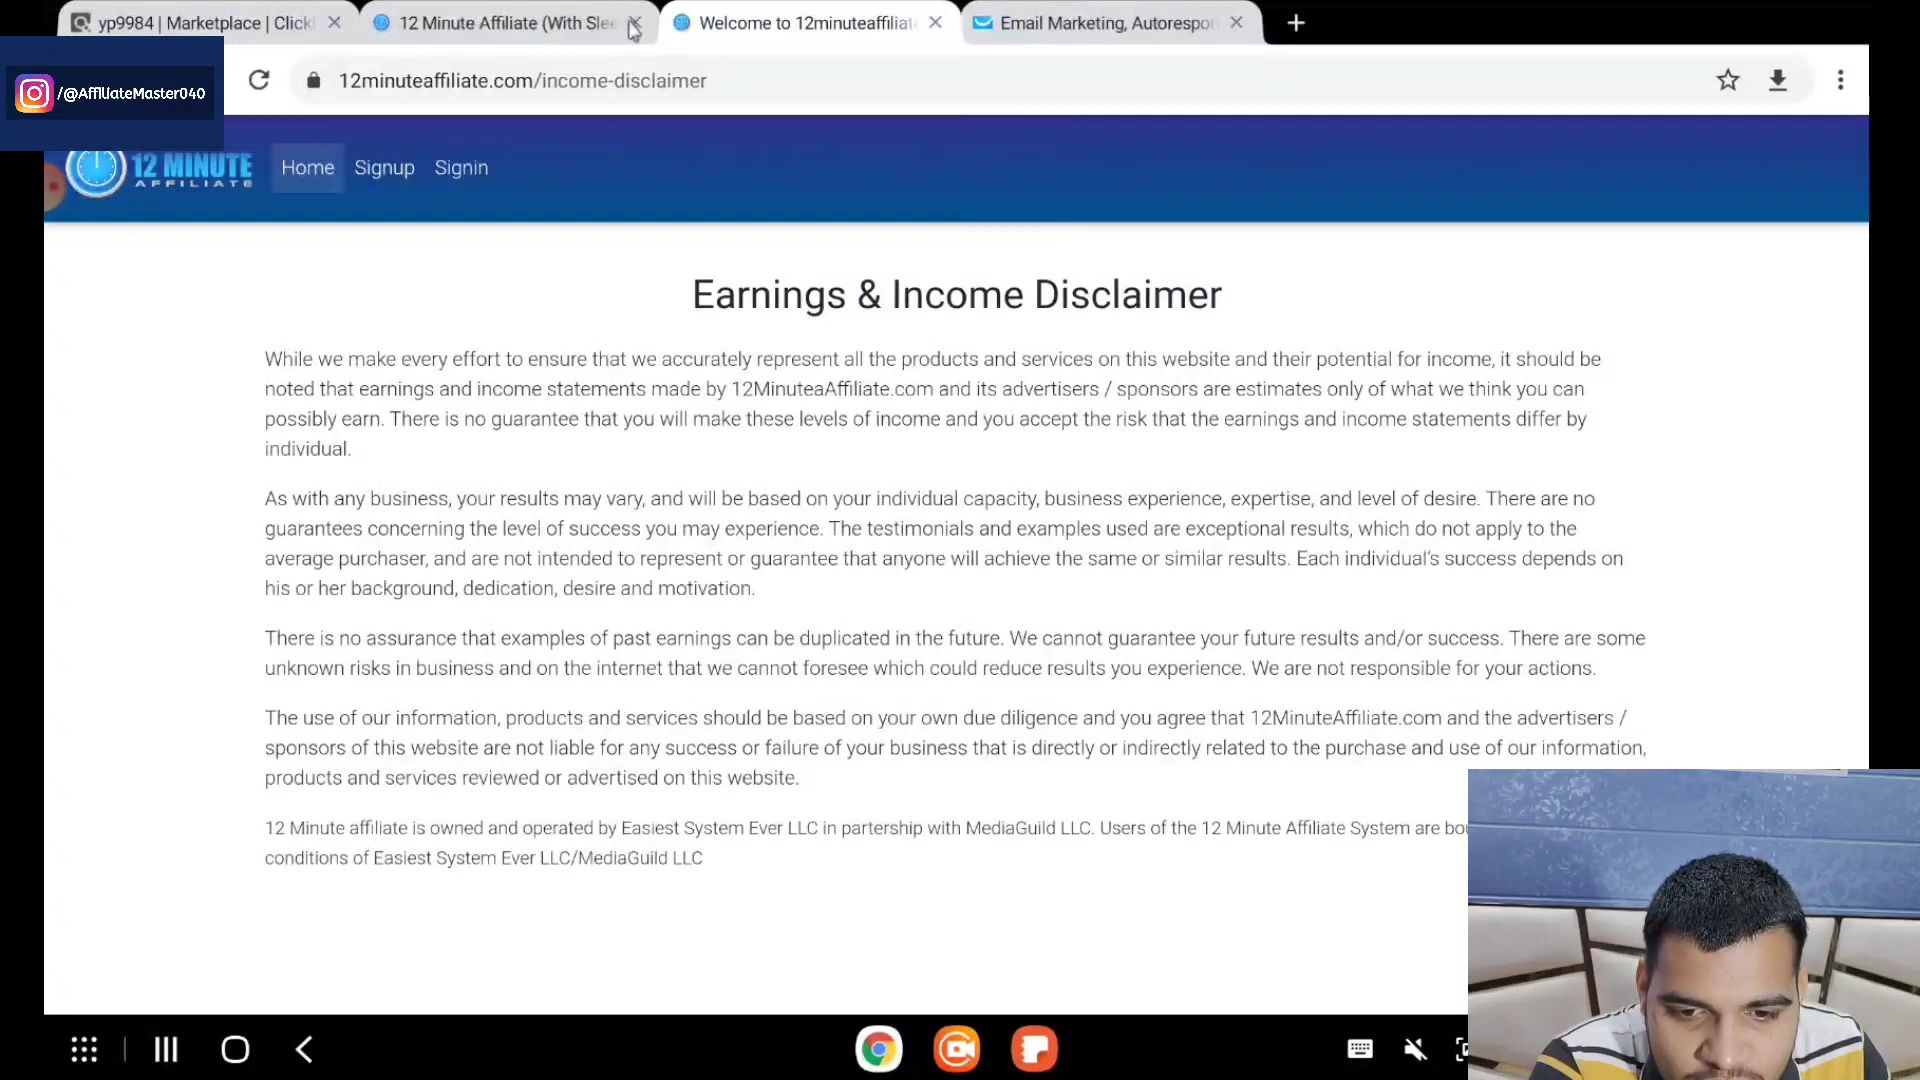 yp9984 | Marketplace | Click
12 Minute Affiliate (With Slee
Welcome to 12minuteaffiliat
Email Marketing, Autorespon
/@AffiliateMaster040
12minuteaffiliate.com/income-disclaimer
12 MINUTE
AFFILIATE
Home
Signup
Signin
Earnings & Income Disclaimer
While we make every effort to ensure that we accurately represent all the products and services on this website and their potential for income, it should be
noted that earnings and income statements made by 12MinuteaAffiliate.com and its advertisers / sponsors are estimates only of what we think you can
possibly earn. There is no guarantee that you will make these levels of income and you accept the risk that the earnings and income statements differ by
individual.
As with any business, your results may vary, and will be based on your individual capacity, business experience, expertise, and level of desire. There are no
guarantees concerning the level of success you may experience. The testimonials and examples used are exceptional results, which do not apply to the
average purchaser, and are not intended to represent or guarantee that anyone will achieve the same or similar results. Each individual's success depends on
his or her background, dedication, desire and motivation.
There is no assurance that examples of past earnings can be duplicated in the future. We cannot guarantee your future results and/or success. There are some
unknown risks in business and on the internet that we cannot foresee which could reduce results you experience. We are not responsible for your actions.
The use of our information, products and services should be based on your own due diligence and you agree that 12MinuteAffiliate.com and the advertisers /
sponsors of this website are not liable for any success or failure of your business that is directly or indirectly related to the purchase and use of our information,
products and services reviewed or advertised on this website.
12 Minute affiliate is owned and operated by Easiest System Ever LLC in partership with MediaGuild LLC. Users of the 12 Minute Affiliate System are bou
conditions of Easiest System Ever LLC/MediaGuild LLC